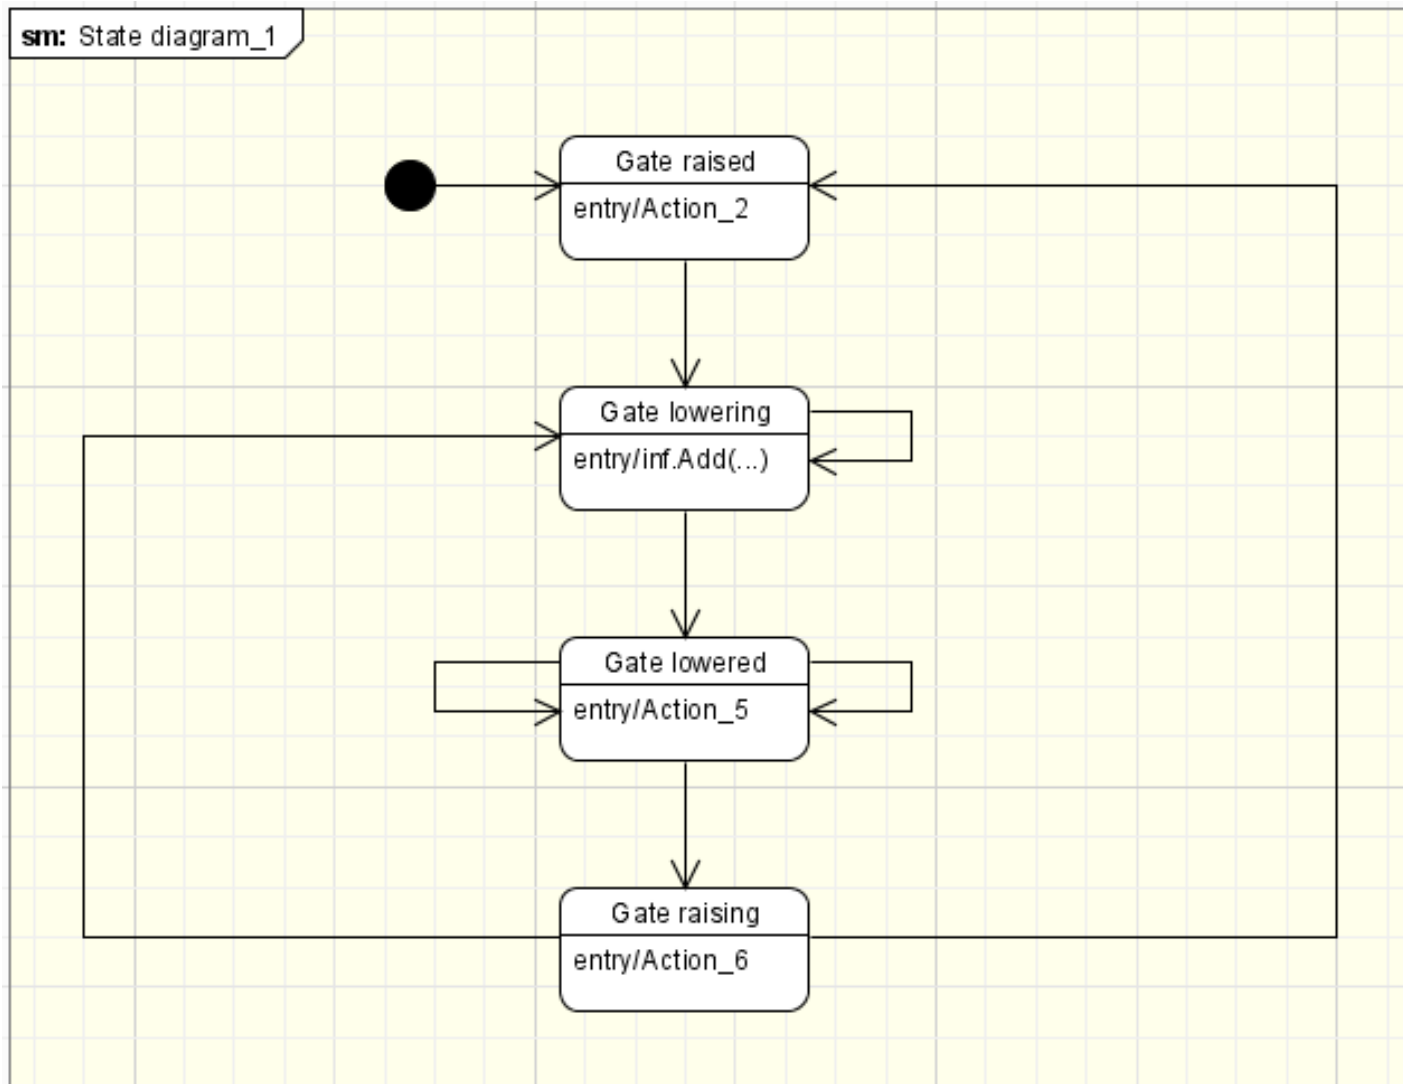 sm: State diagram_1
Gate raised
entry/Action_2
Gate lowering
entry/inf.Add(...)
Gate lowered
entry/Action_5
Gate raising
entry/Action_6